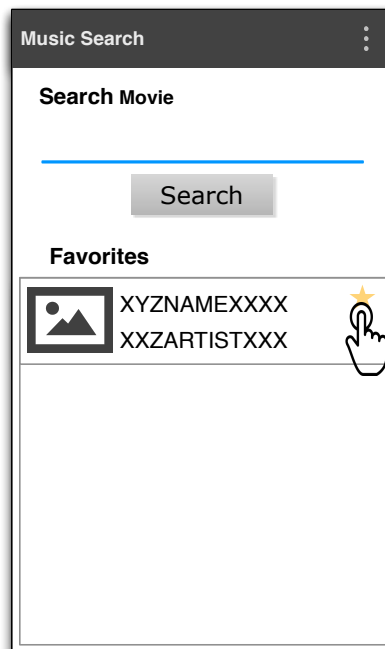 Music Search
Search Movie
Search
Favorites
XYZNAMEXXXX
XXZARTISTXXX